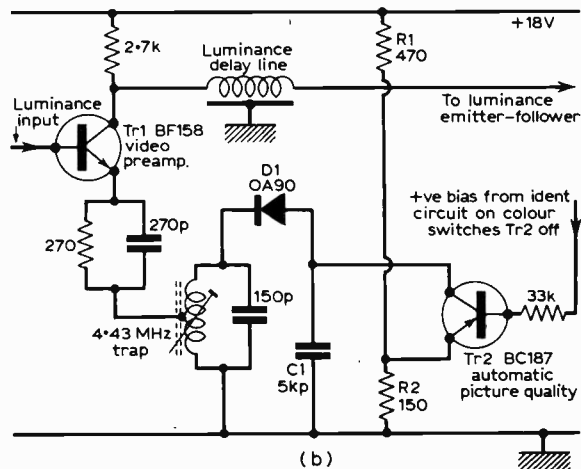 +18V
2·7k
R1
470
Luminance
delay line
Luminance
input
To luminance
emitter-follower
Tr1 BF158
video
preamp.
D1
OA90
+ve bias from ident
circuit on colour
switches Tr2 off
270
270p
150p
33k
4·43 MHz
trap
C1
5kp
Tr2 BC187
automatic
picture quality
R2
150
(b)